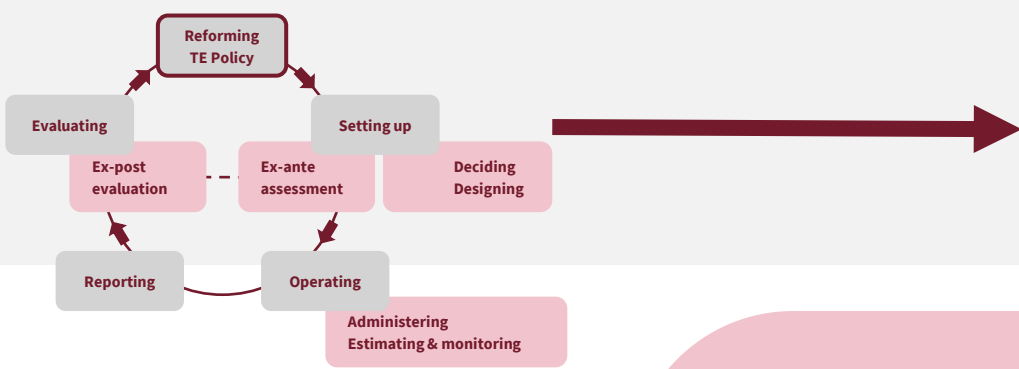 Reforming
TE Policy
Evaluating
Setting up
Ex-post
evaluation
Ex-ante
assessment
Deciding
Designing
Reporting
Operating
Administering
Estimating & monitoring